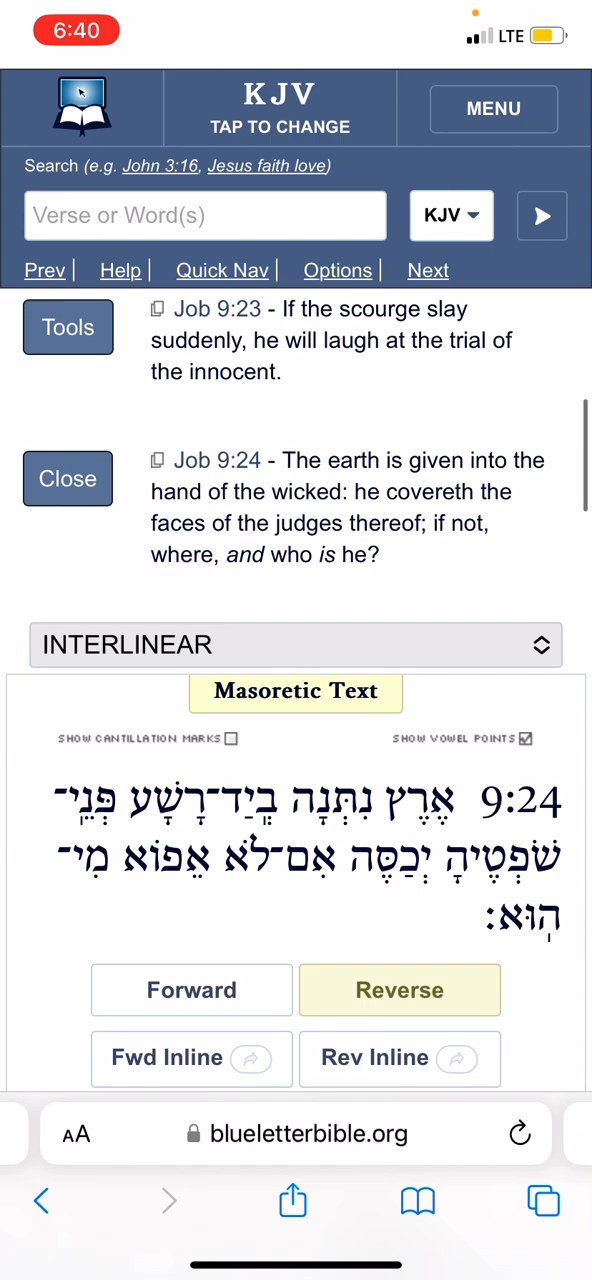 6:40
LTE
KJV
TAP TO CHANGE
MENU
Search (e.g. John 3:16, Jesus faith love)
Verse or Word(s)
KJV
Prev| Help| Quick Nav| Options| Next
Tools
Job 9:23 - If the scourge slay
suddenly, he will laugh at the trial of
the innocent.
Close
Job 9:24 - The earth is given into the
hand of the wicked: he covereth the
faces of the judges thereof; if not,
where, and who is he?
INTERLINEAR
Masoretic Text
SHOW CANTILLATION MARKS SHOW VOWEL POINTS
9:24 אֶרֶץ נִתְּנָה בְיַד־רָשָׁע פְּנֵי־
שֹׁפְטֶיהָ יְכַסֶּה אִם־לֹא אֵפוֹא מִי־
הֽוּא׃
Forward Reverse
Fwd Inline Rev Inline
AA blueletterbible.org